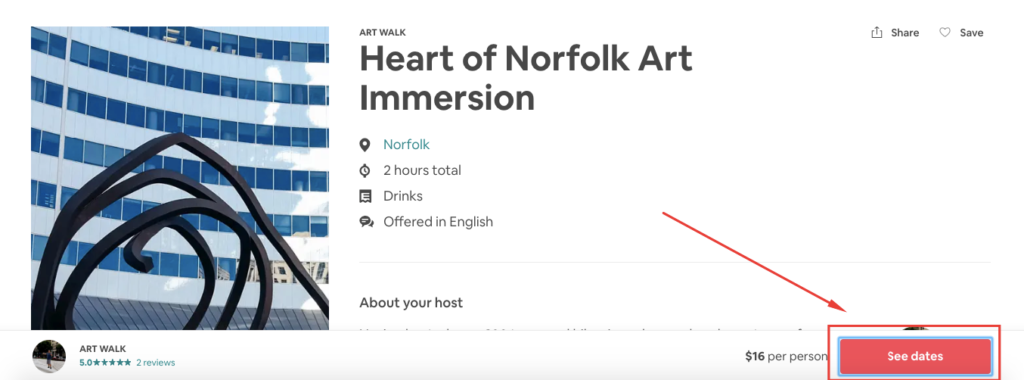 ART WALK
Heart of Norfolk Art
Immersion
Share
Save
Norfolk
2 hours total
Drinks
Offered in English
About your host
ART WALK
5.0★★★★★ 2 reviews
$16 per person
See dates